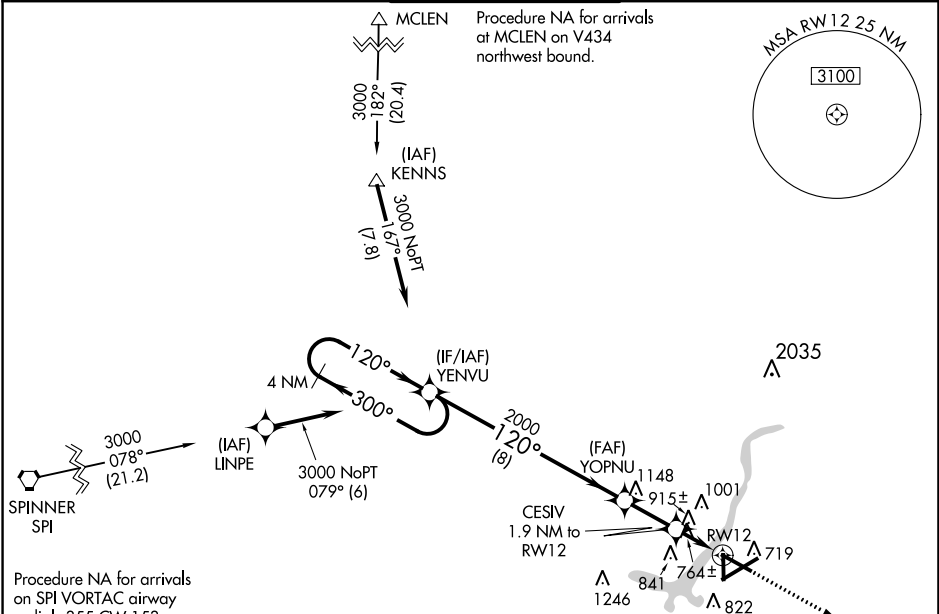 MCLEN
Procedure NA for arrivals
at MCLEN on V434
northwest bound.
MSA RW12 25 NM
3100
3000
182°
(20.4)
(IAF)
KENNS
3000 NoPT
167°
(7.8)
120°
4 NM
300°
(IF/IAF)
YENVU
2035
2000
120°
(8)
(IAF)
LINPE
3000 NoPT
079° (6)
3000
078°
(21.2)
SPINNER
SPI
(FAF)
YOPNU
1148
915±
1001
CESIV
1.9 NM to
RW12
RW12
719
764±
841
1246
822
Procedure NA for arrivals
on SPI VORTAC airway